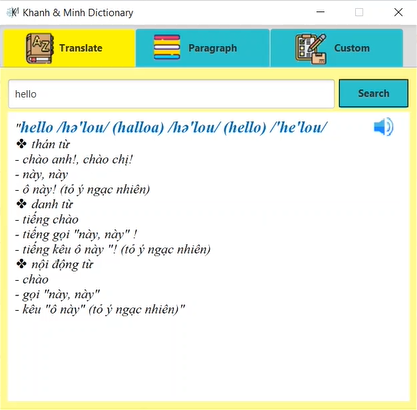 Khanh & Minh Dictionary
Translate
Paragraph
Custom
hello
Search
"hello /hə'lou/ (halloa) /hə'lou/ (hello) /'he'lou/
❖ thán từ
- chào anh!, chào chị!
- này, này
- ô này! (tỏ ý ngạc nhiên)
❖ danh từ
- tiếng chào
- tiếng gọi "này, này" !
- tiếng kêu ô này "! (tỏ ý ngạc nhiên)
❖ nội động từ
- chào
- gọi "này, này"
- kêu "ô này" (tỏ ý ngạc nhiên)"